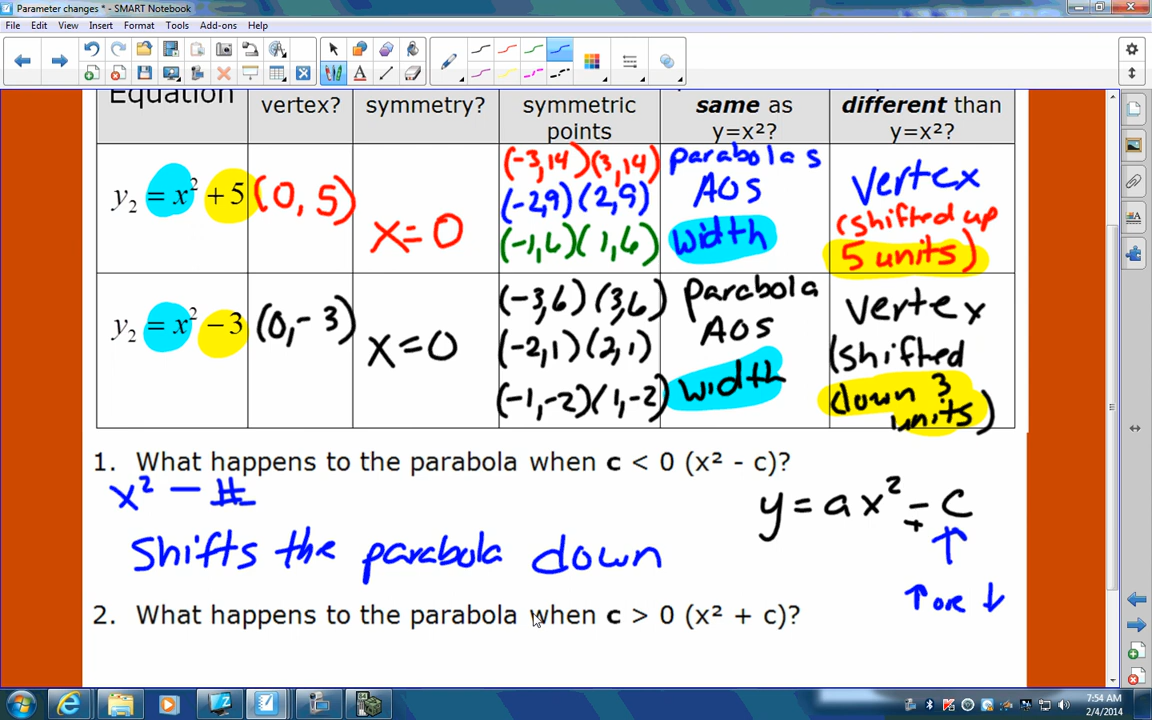 Parameter changes * - SMART Notebook
File Edit View Insert Format Tools Add-ons Help
Equation
vertex?
symmetry?
symmetric
points
same as
y=x²?
different than
y=x²?
y₂ = x² + 5
(0, 5)
x=0
(-3,14)(3,14)
(-2,9)(2,9)
(-1,6)(1,6)
parabolas
AOS
width
vertex
(shifted up
5 units)
y₂ = x² − 3
(0,-3)
x=0
(-3,6)(3,6)
(-2,1)(2,1)
(-1,-2)(1,-2)
parabola
AOS
width
vertex
(shifted
down 3
units)
1. What happens to the parabola when c < 0 (x² - c)?
x² − #
y = ax² ∓ c
↑
Shifts the parabola down
↑ or ↓
2. What happens to the parabola when c > 0 (x² + c)?
7:54 AM
2/4/2014